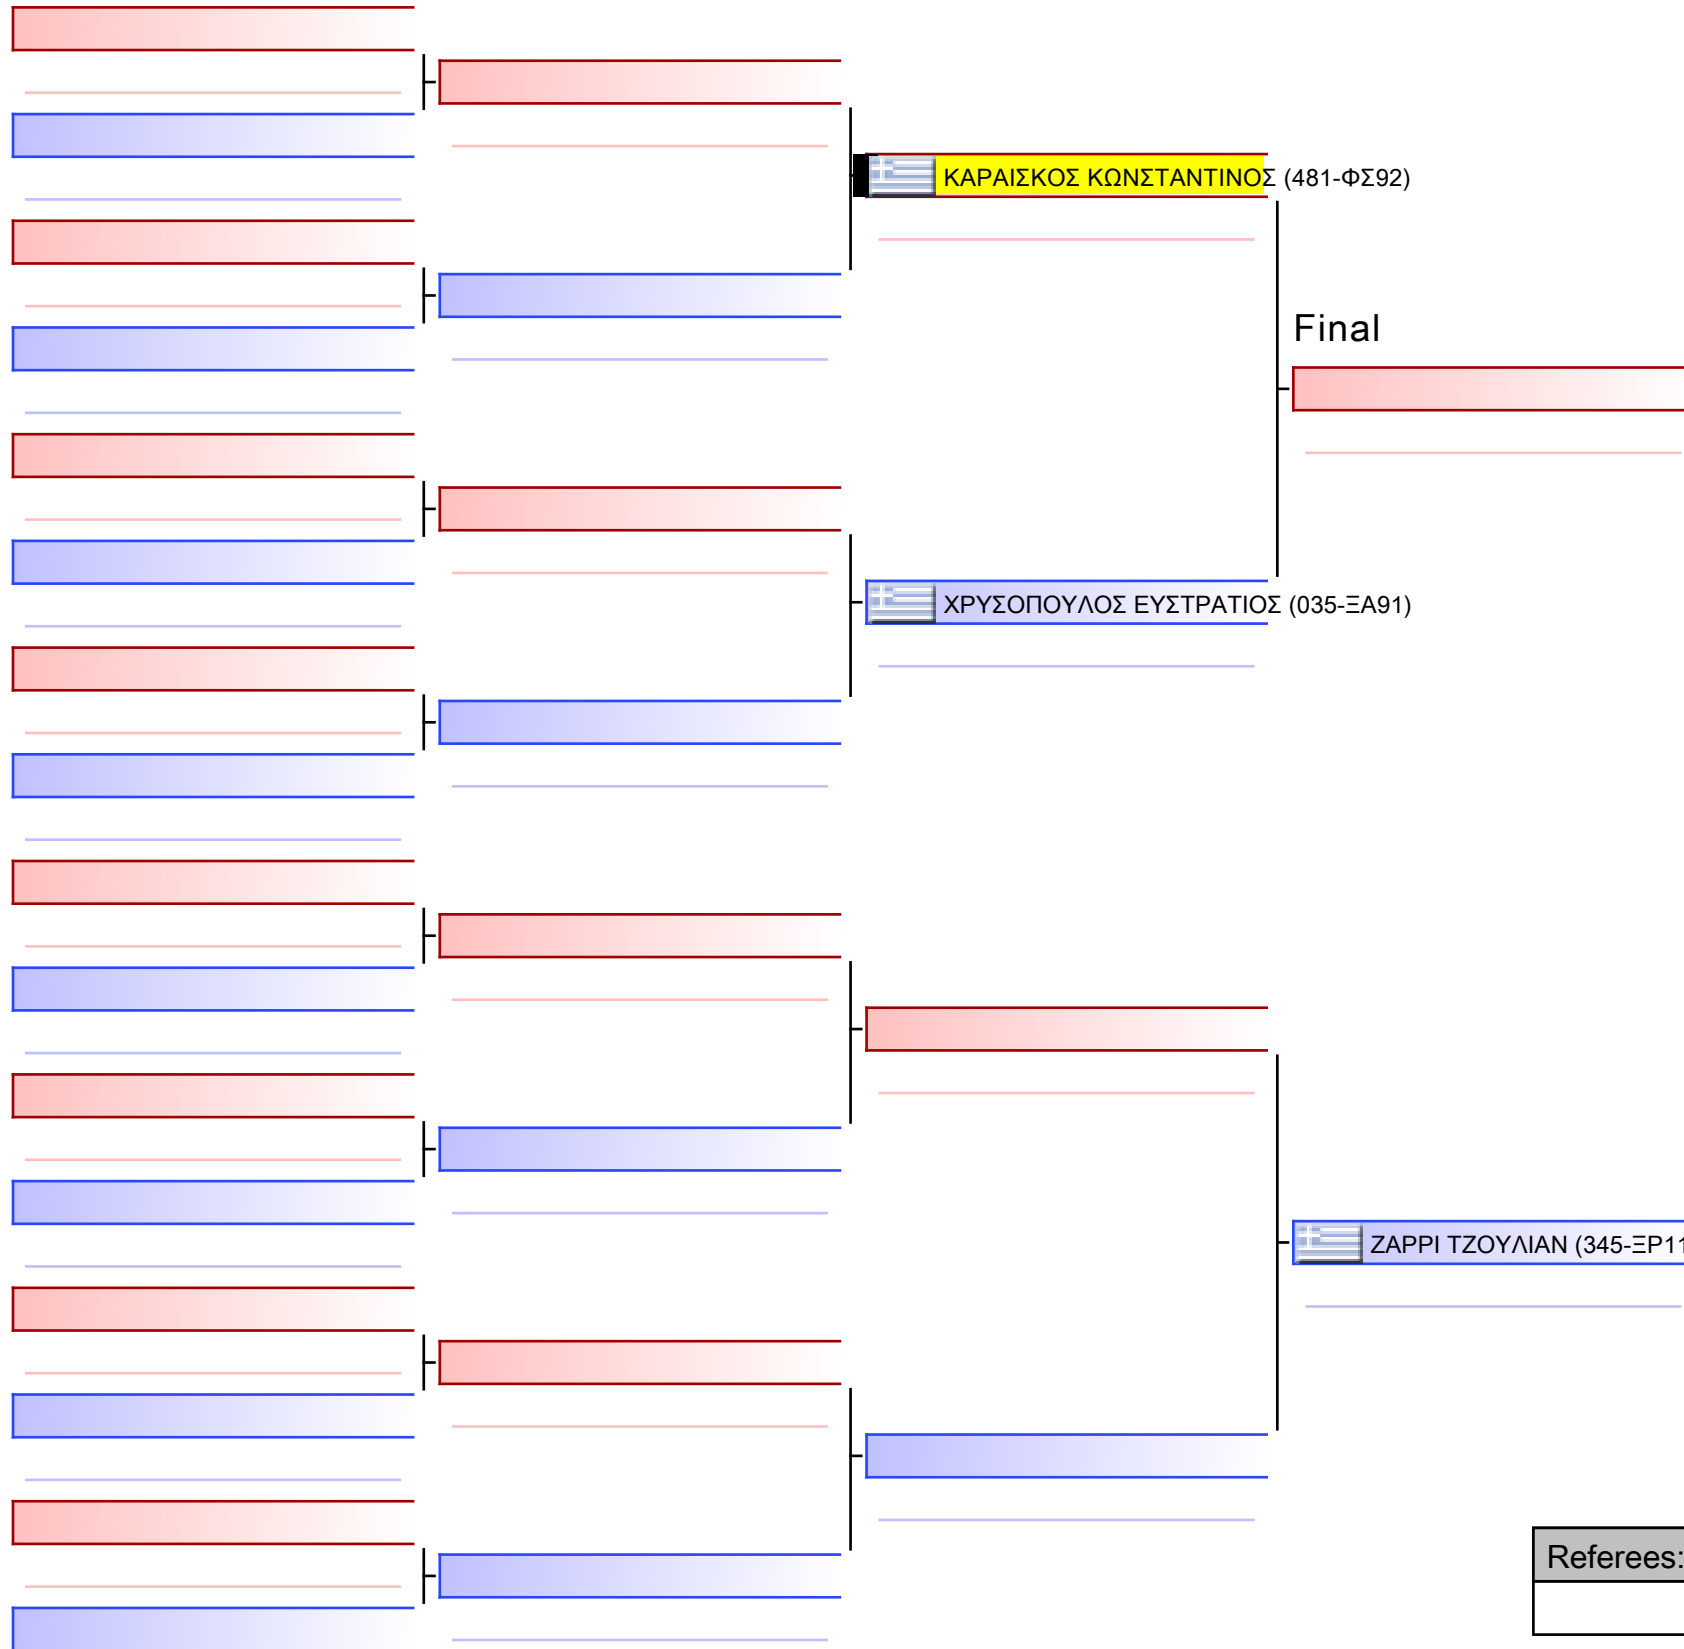 ΚΑΡΑΙΣΚΟΣ ΚΩΝΣΤΑΝΤΙΝΟΣ (481-ΦΣ92)
Final
ΧΡΥΣΟΠΟΥΛΟΣ ΕΥΣΤΡΑΤΙΟΣ (035-ΞΑ91)
ΖΑΡΡΙ ΤΖΟΥΛΙΑΝ (345-ΞΡ11
Referees: